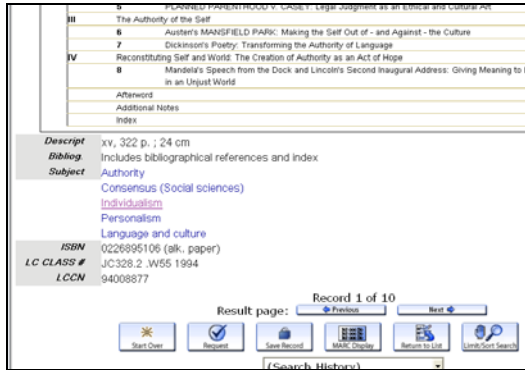 5 PLANNED PARENTHOOD V. CASEY: Legal Judgment as an Ethical and Cultural Art
III The Authority of the Self
6 Austen's MANSFIELD PARK: Making the Self Out of - and Against - the Culture
7 Dickinson's Poetry: Transforming the Authority of Language
IV Reconstituting Self and World: The Creation of Authority as an Act of Hope
8 Mandela's Speech from the Dock and Lincoln's Second Inaugural Address: Giving Meaning to
in an Unjust World
Afterword
Additional Notes
Index
Descript xv, 322 p. ; 24 cm
Bibliog. Includes bibliographical references and index
Subject Authority
Consensus (Social sciences)
Individualism
Personalism
Language and culture
ISBN 0226895106 (alk. paper)
LC CLASS # JC328.2 .W55 1994
LCCN 94008877
Record 1 of 10
Result page: Previous Next
Start Over Request Save Record MARC Display Return to List Limit/Sort Search
(Search History)